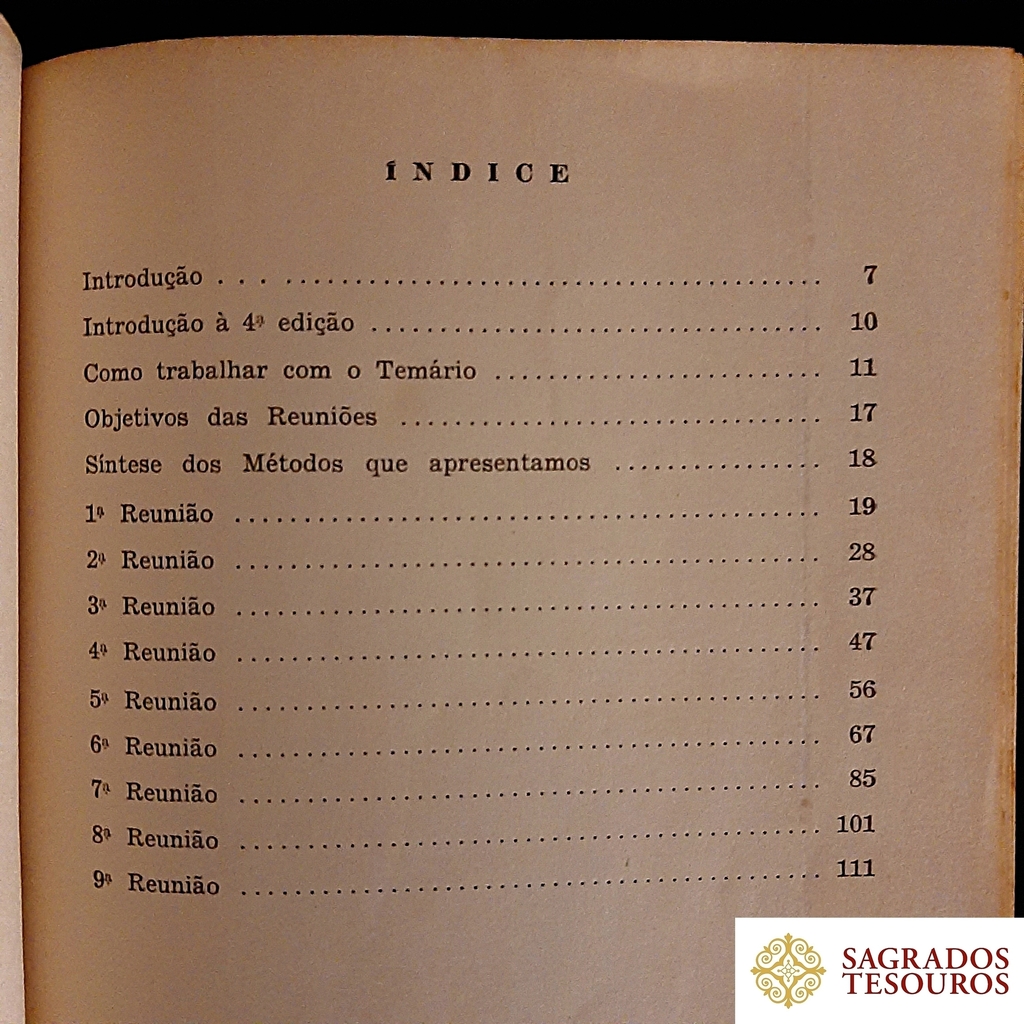 ÍNDICE
Introdução . . . ....................................... 7
Introdução à 4ª edição ................................. 10
Como trabalhar com o Temário ........................ 11
Objetivos das Reuniões ............................... 17
Síntese dos Métodos que apresentamos ................ 18
1ª Reunião ........................................... 19
2ª Reunião ........................................... 28
3ª Reunião ........................................... 37
4ª Reunião ........................................... 47
5ª Reunião ........................................... 56
6ª Reunião ........................................... 67
7ª Reunião ........................................... 85
8ª Reunião ........................................... 101
9ª Reunião ........................................... 111
SAGRADOS
TESOUROS